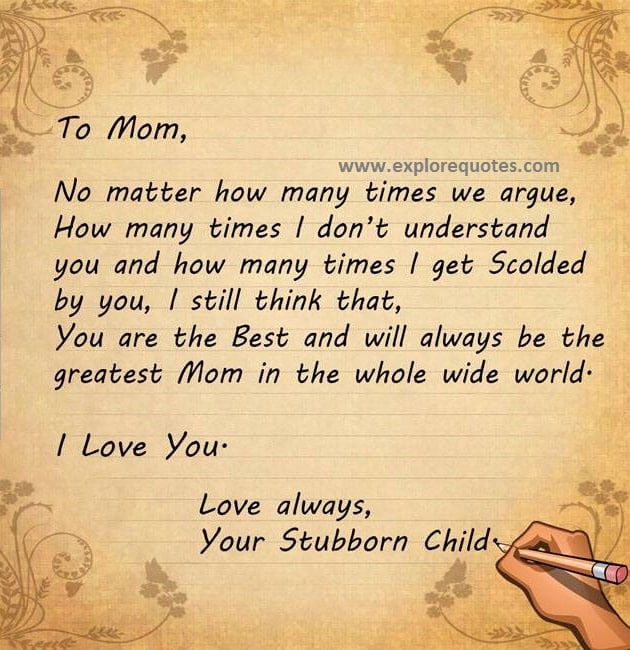 To Mom,
www.explorequotes.com
No matter how many times we argue,
How many times I don't understand
you and how many times I get Scolded
by you, I still think that,
You are the Best and will always be the
greatest Mom in the whole wide world.
I Love You.
Love always,
Your Stubborn Child.